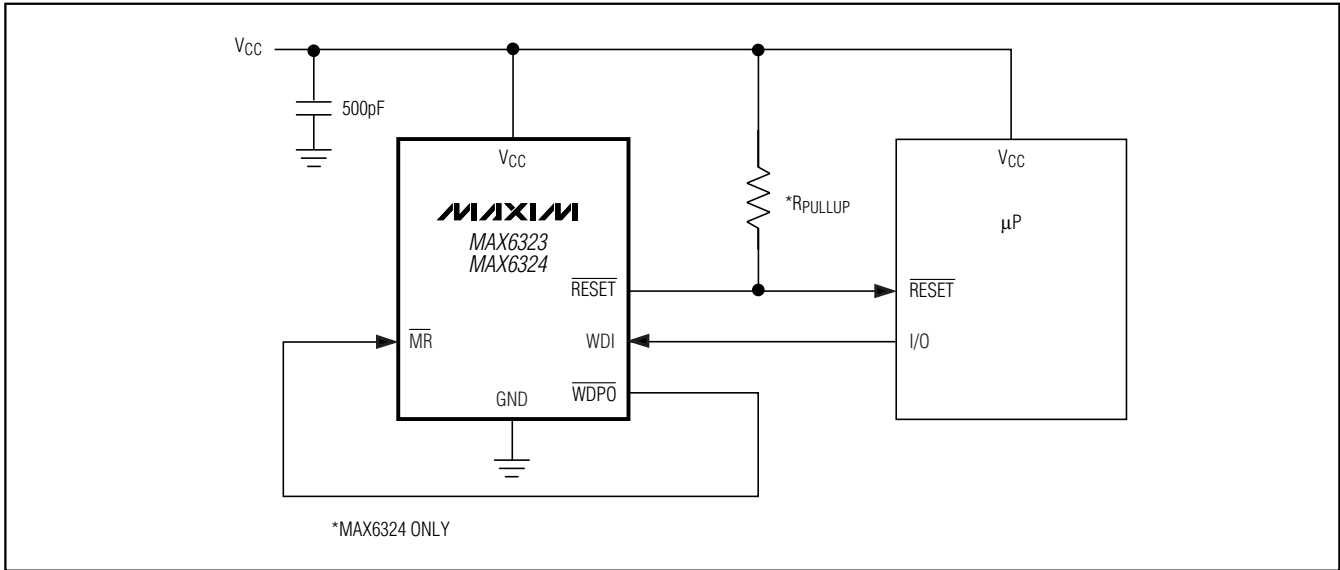 VCC
500pF
VCC
MAXIM
MAX6323
MAX6324
RESET
MR
WDI
WDPO
GND
*RPULLUP
VCC
μP
RESET
I/O
*MAX6324 ONLY